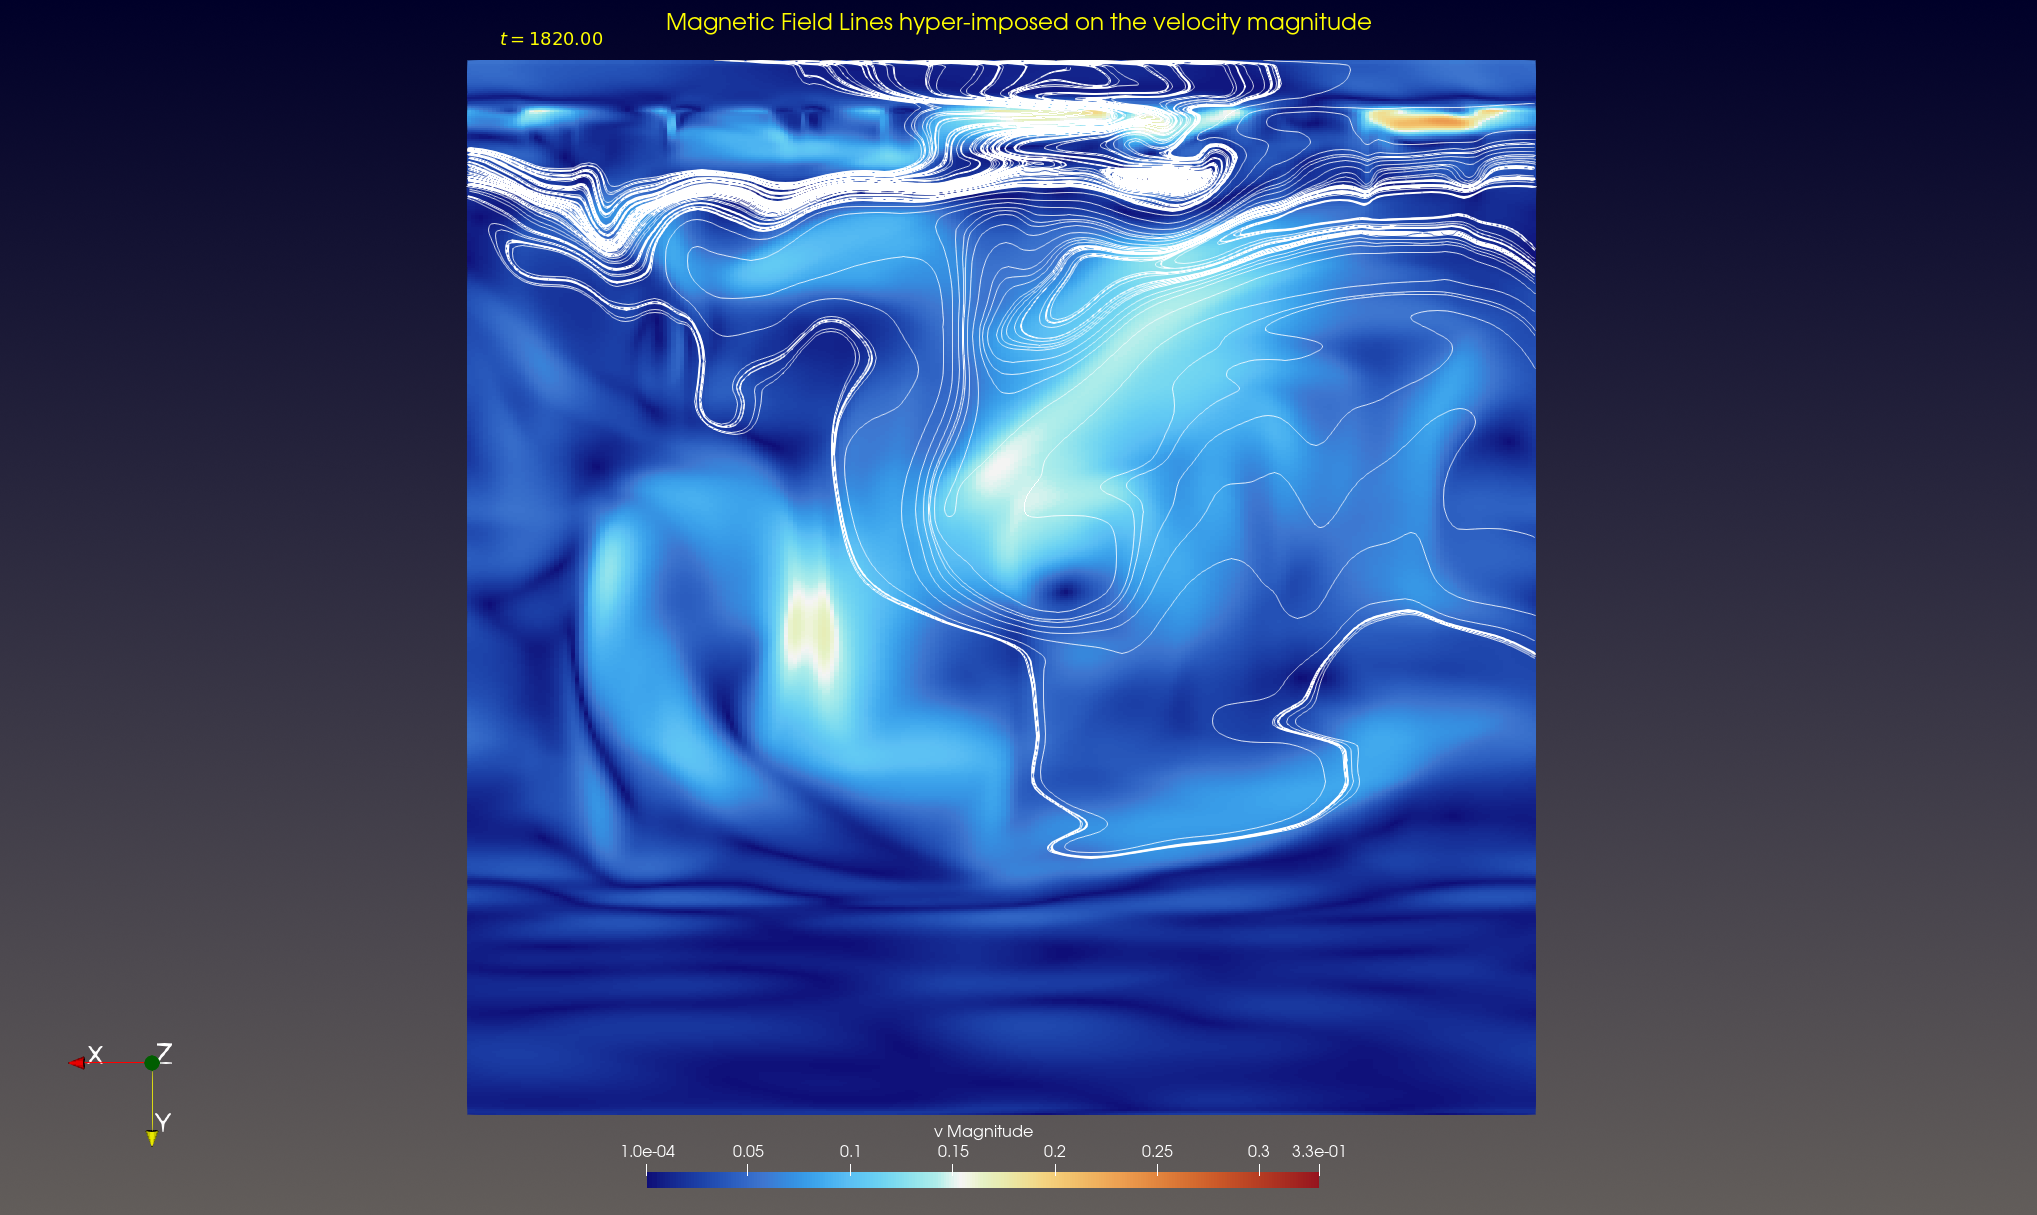 Magnetic Field Lines hyper-imposed on the velocity magnitude
t = 1820.00
X
Z
Y
v Magnitude
1.0e-04 0.05 0.1 0.15 0.2 0.25 0.3 3.3e-01